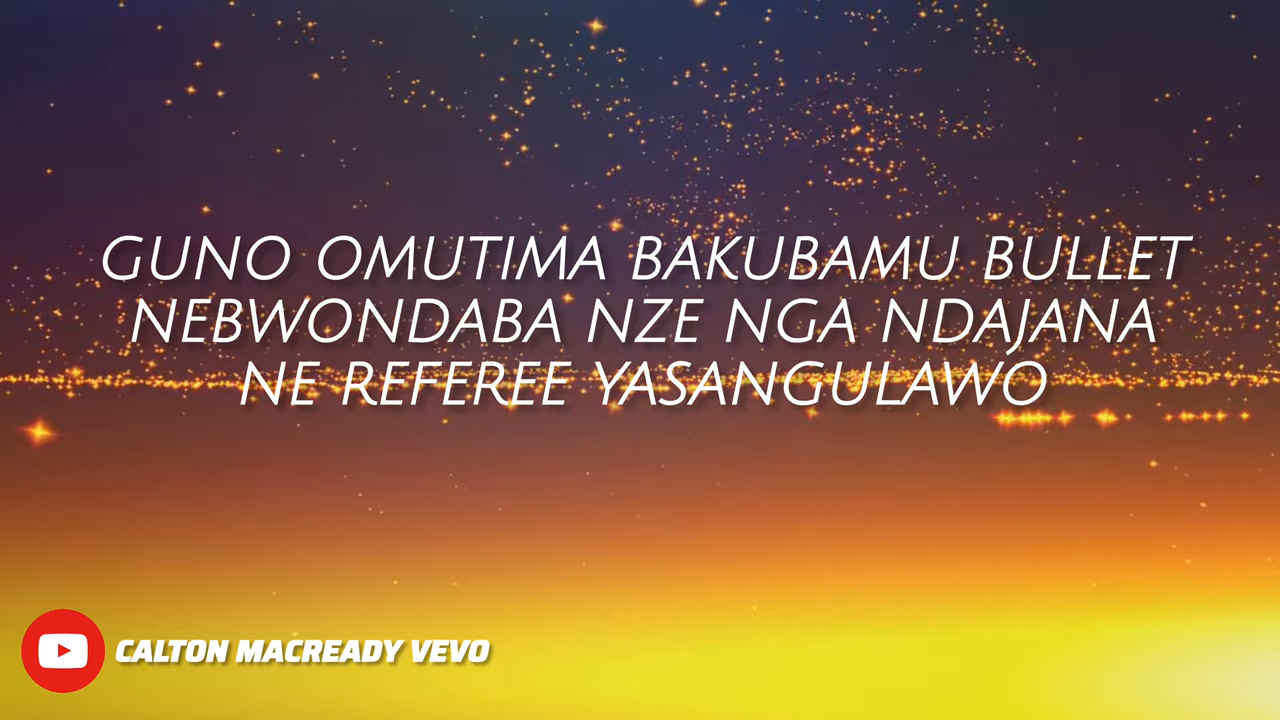 GUNO OMUTIMA BAKUBAMU BULLET
NEBWONDABA NZE NGA NDAJANA
NE REFEREE YASANGULAWO
CALTON MACREADY VEVO